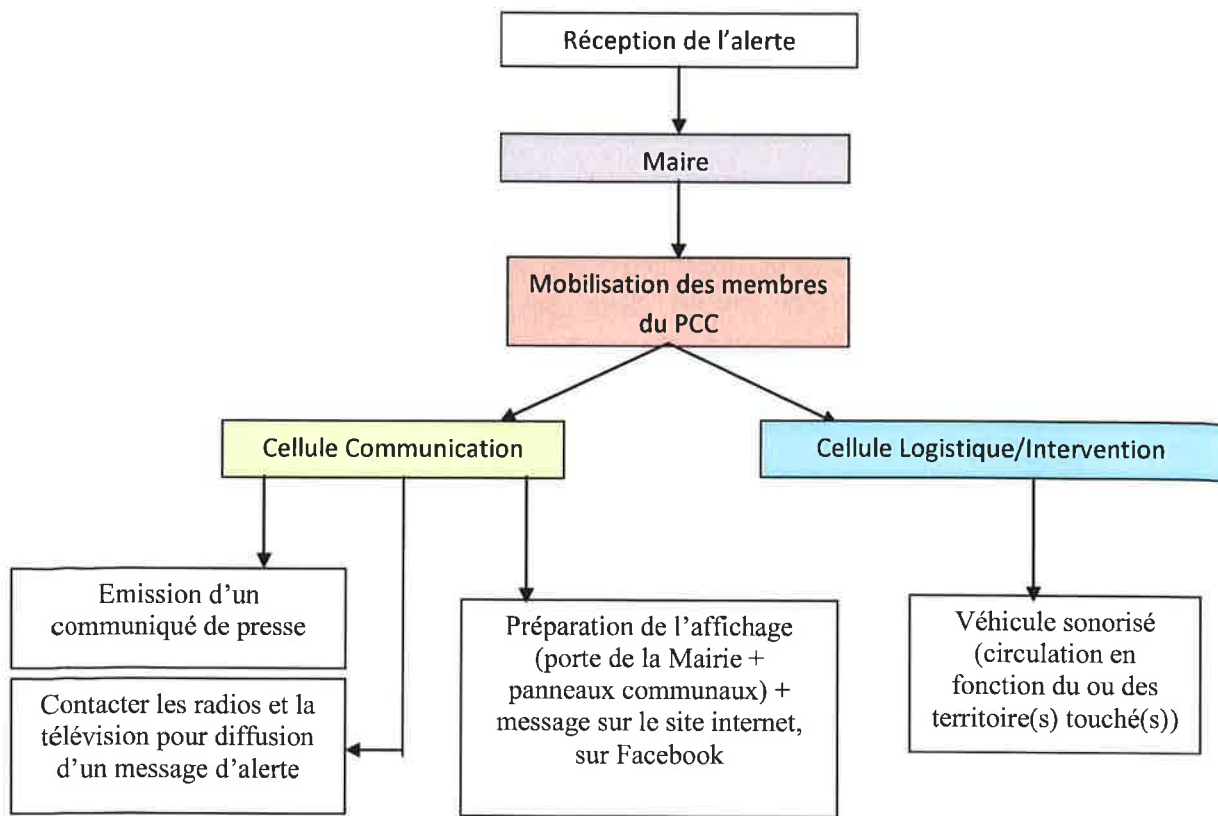 Réception de l'alerte
Maire
Mobilisation des membres
du PCC
Cellule Communication
Cellule Logistique/Intervention
Emission d'un
communiqué de presse
Contacter les radios et la
télévision pour diffusion
d'un message d'alerte
Préparation de l'affichage
(porte de la Mairie +
panneaux communaux) +
message sur le site internet,
sur Facebook
Véhicule sonorisé
(circulation en
fonction du ou des
territoire(s) touché(s))